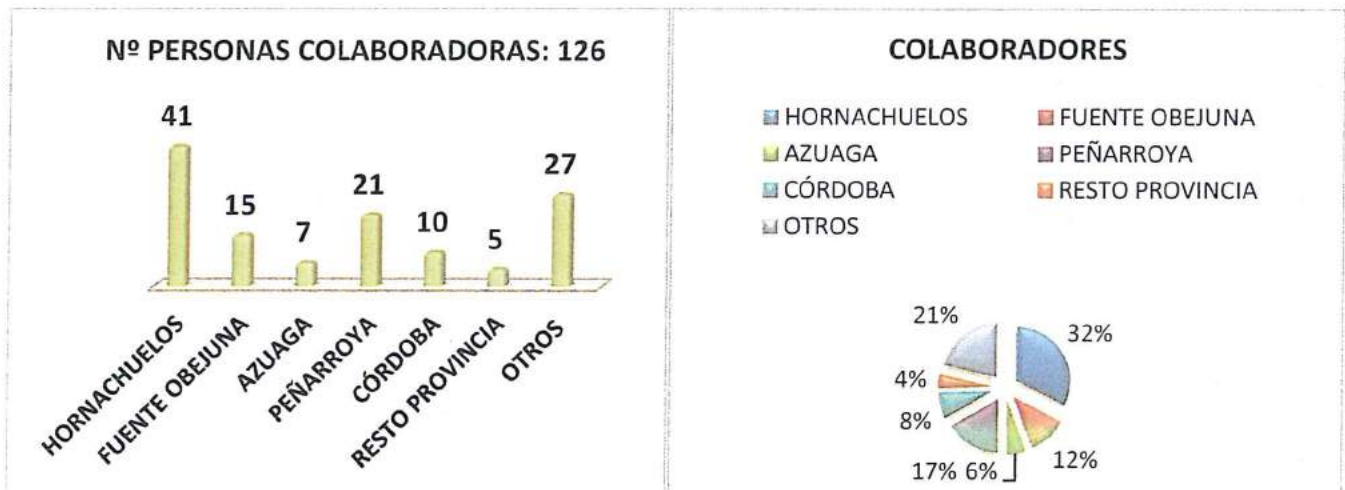 Nº PERSONAS COLABORADORAS: 126
41
15
7
21
10
5
27
HORNACHUELOS
FUENTE OBEJUNA
AZUAGA
PEÑARROYA
CÓRDOBA
RESTO PROVINCIA
OTROS
COLABORADORES
HORNACHUELOS
FUENTE OBEJUNA
AZUAGA
PEÑARROYA
CÓRDOBA
RESTO PROVINCIA
OTROS
21%
32%
4%
8%
17%
6%
12%